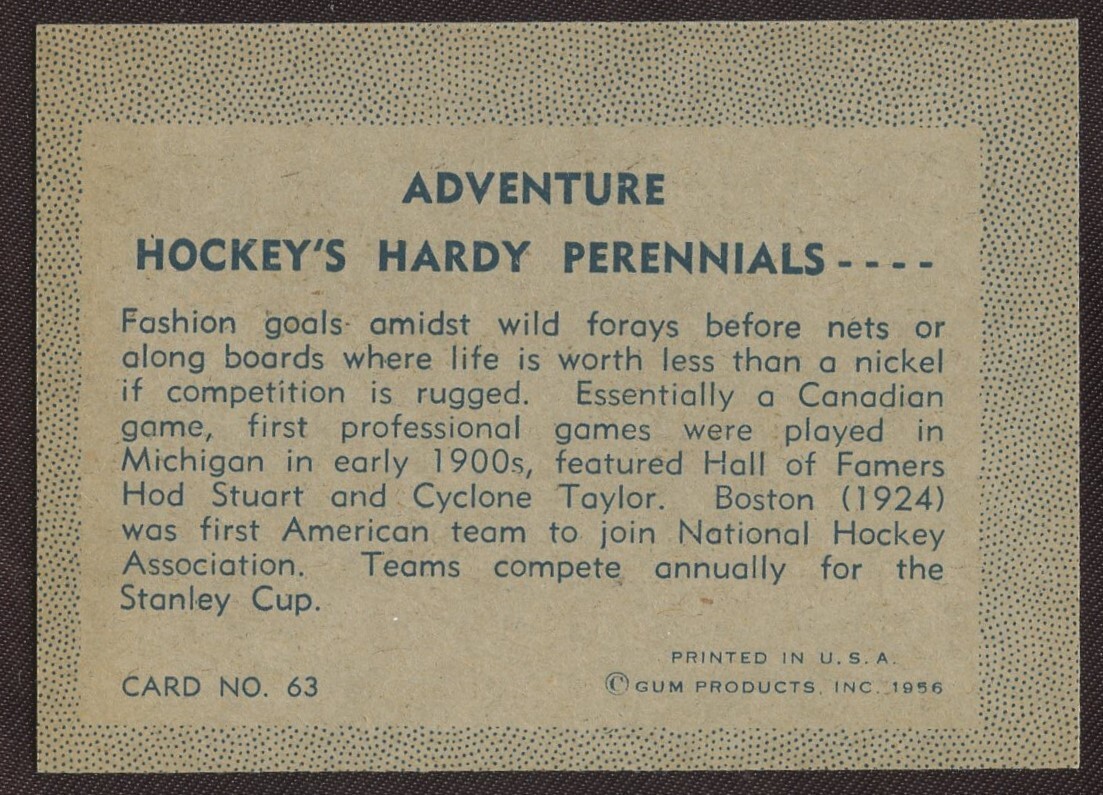 ADVENTURE
HOCKEY'S HARDY PERENNIALS----
Fashion goals amidst wild forays before nets or
along boards where life is worth less than a nickel
if competition is rugged. Essentially a Canadian
game, first professional games were played in
Michigan in early 1900s, featured Hall of Famers
Hod Stuart and Cyclone Taylor. Boston (1924)
was first American team to join National Hockey
Association. Teams compete annually for the
Stanley Cup.
PRINTED IN U.S.A.
CARD NO. 63
© GUM PRODUCTS, INC. 1956